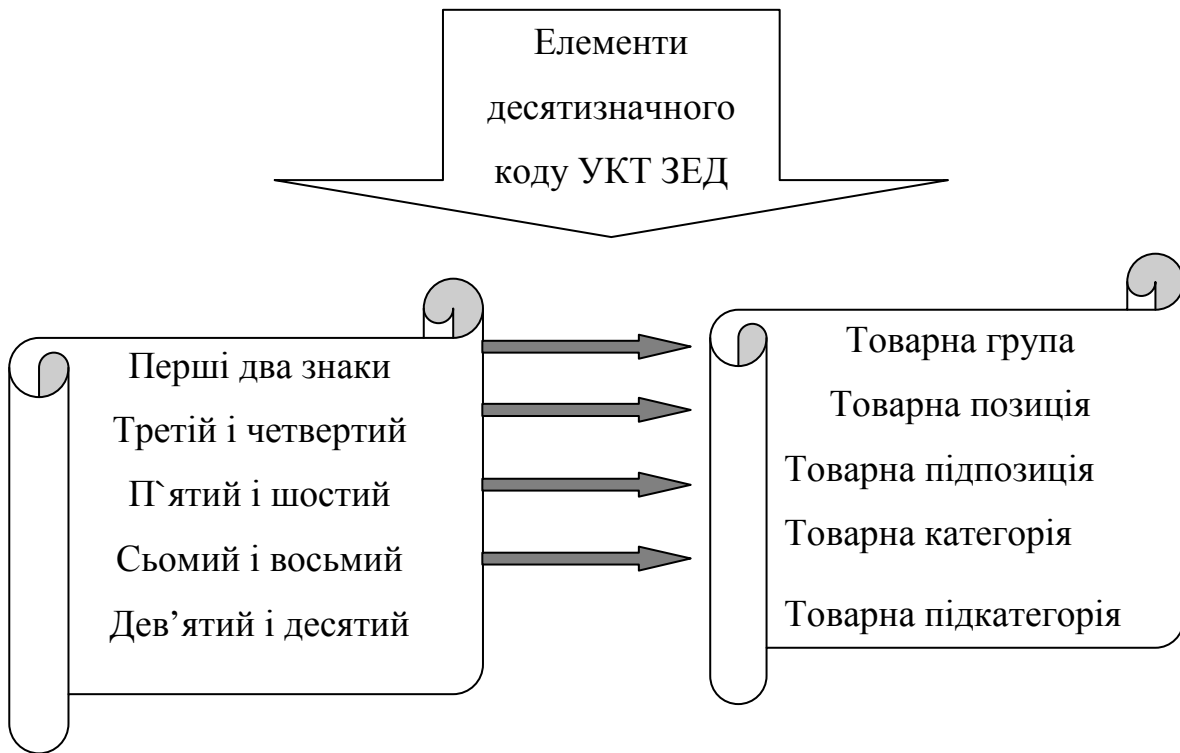 Елементи
десятизначного
коду УКТ ЗЕД
Перші два знаки
Третій і четвертий
П`ятий і шостий
Сьомий і восьмий
Дев’ятий і десятий
Товарна група
Товарна позиція
Товарна підпозиція
Товарна категорія
Товарна підкатегорія